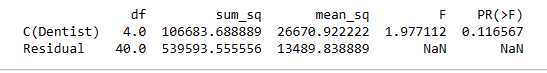 df sum_sq mean_sq F PR(>F)
C(Dentist) 4.0 106683.688889 26670.922222 1.977112 0.116567
Residual 40.0 539593.555556 13489.838889 NaN NaN